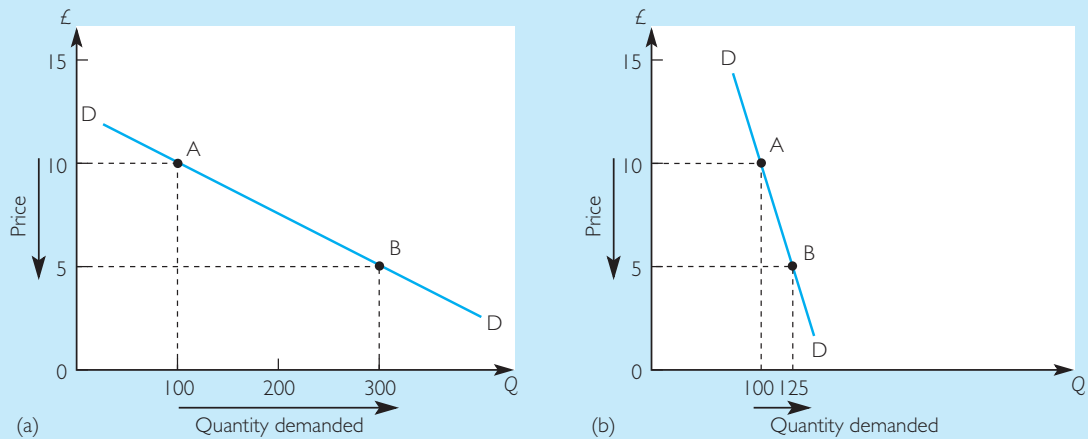 £
15
D
A
10
Price
B
5
D
0
100
200
300
Q
(a)
Quantity demanded
£
15
D
A
10
Price
B
5
D
0
100 125
Q
(b)
Quantity demanded